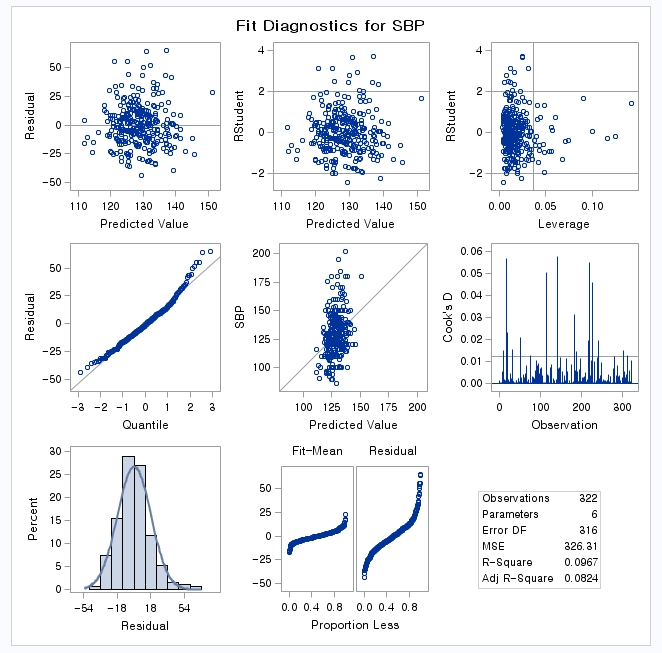 Fit Diagnostics for SBP
50
25
0
−25
−50
Residual
110 120 130 140 150
Predicted Value
4
2
0
−2
RStudent
110 120 130 140 150
Predicted Value
4
2
0
−2
RStudent
0.00 0.05 0.10
Leverage
50
25
0
−25
−50
Residual
−3 −2 −1 0 1 2 3
Quantile
200
175
150
125
100
SBP
100 125 150 175 200
Predicted Value
0.06
0.05
0.04
0.03
0.02
0.01
0.00
Cook's D
0 100 200 300
Observation
30
25
20
15
10
5
0
Percent
−54 −18 18 54
Residual
Fit–Mean Residual
50
25
0
−25
−50
0.0 0.4 0.8 0.0 0.4 0.8
Proportion Less
Observations 322
Parameters 6
Error DF 316
MSE 326.31
R-Square 0.0967
Adj R-Square 0.0824